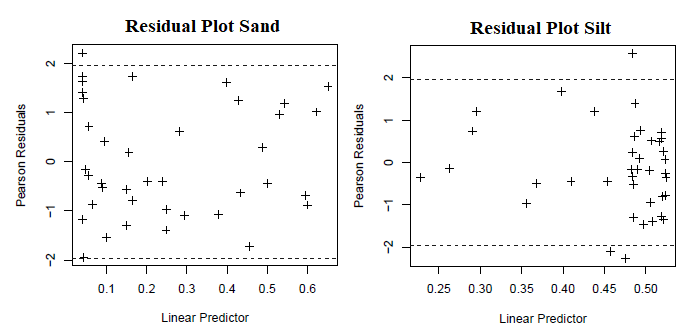 Residual Plot Sand
Pearson Residuals
2
1
0
−1
−2
0.1 0.2 0.3 0.4 0.5 0.6
Linear Predictor
Residual Plot Silt
Pearson Residuals
2
1
0
−1
−2
0.25 0.30 0.35 0.40 0.45 0.50
Linear Predictor